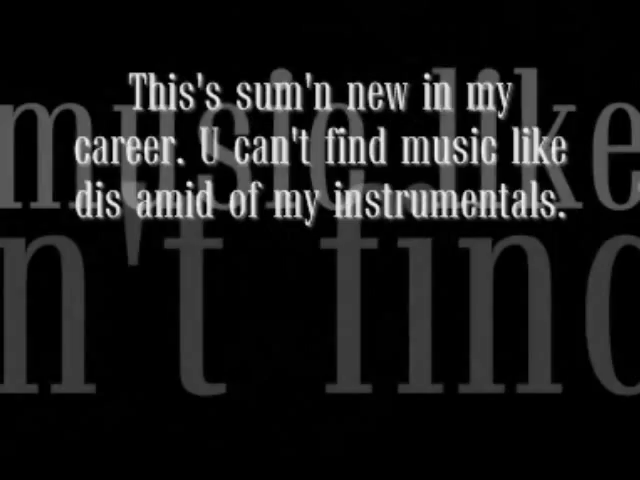 This's sum'n new in my
career. U can't find music like
dis amid of my instrumentals.
music like
n't find